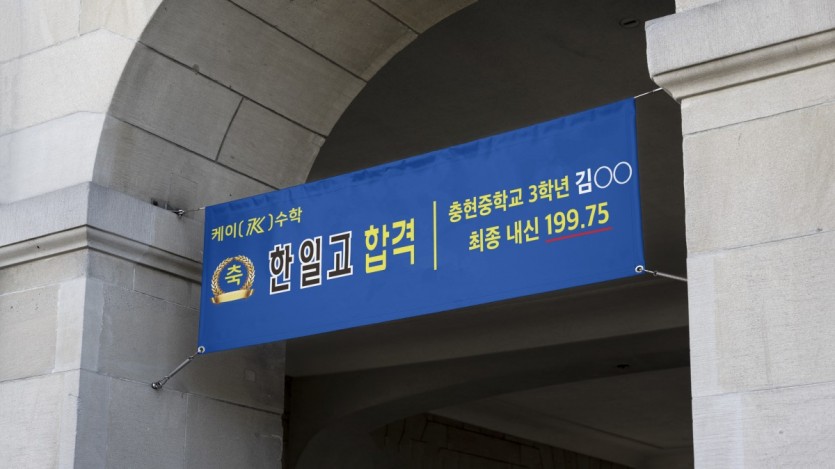 케이(iKK)수학
축 한일고 합격
충현중학교 3학년 김○○
최종 내신 199.75